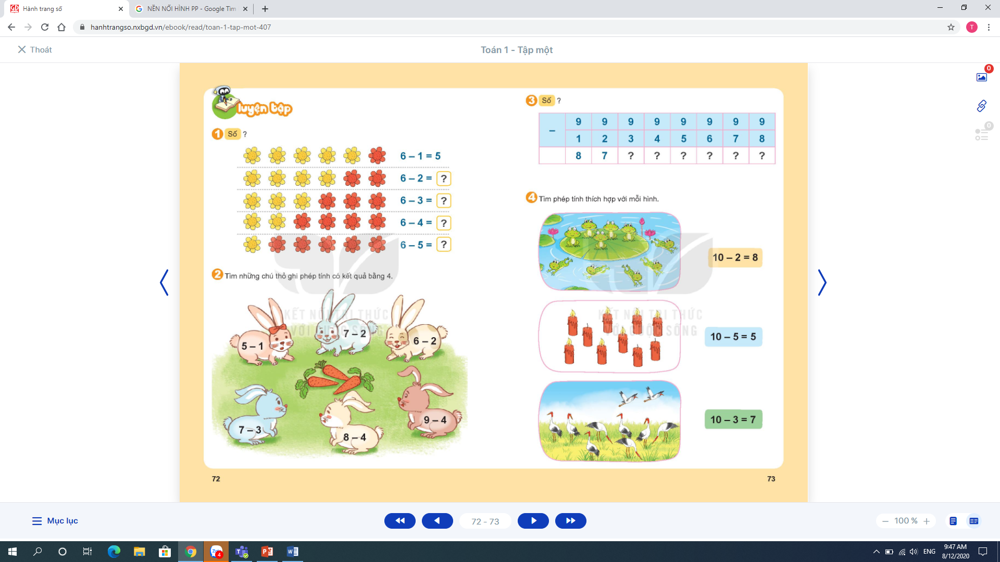 Hành trang số
NỀN NỐI HÌNH PP - Google Tìm
hanhtrangso.nxbgd.vn/ebook/read/toan-1-tap-mot-407
T
Thoát
Toán 1 - Tập một
0
0
luyện tập
1 Số ?
6 – 1 = 5
6 – 2 = ?
6 – 3 = ?
6 – 4 = ?
6 – 5 = ?
2 Tìm những chú thỏ ghi phép tính có kết quả bằng 4.
KẾT NỐI TRI THỨC
VỚI CUỘC SỐNG
5 – 1
7 – 2
6 – 2
7 – 3
8 – 4
9 – 4
72
3 Số ?
– 9 9 9 9 9 9 9 9
1 2 3 4 5 6 7 8
8 7 ? ? ? ? ? ?
4 Tìm phép tính thích hợp với mỗi hình.
10 – 2 = 8
KẾT NỐI TRI THỨC
VỚI CUỘC SỐNG
10 – 5 = 5
10 – 3 = 7
73
Mục lục
72 - 73
100 %
4
ENG
9:47 AM
8/12/2020